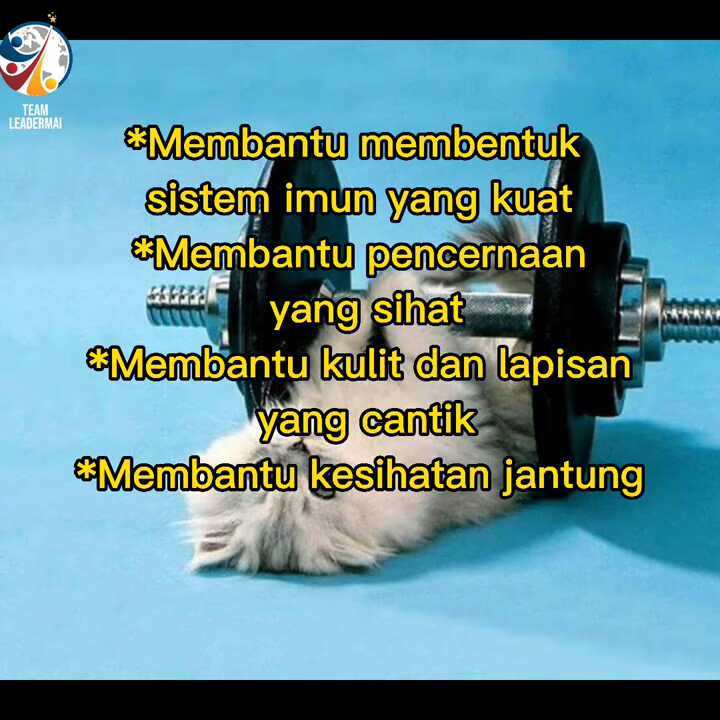 TEAM
LEADERMAI
*Membantu membentuk
sistem imun yang kuat
*Membantu pencernaan
yang sihat
*Membantu kulit dan lapisan
yang cantik
*Membantu kesihatan jantung